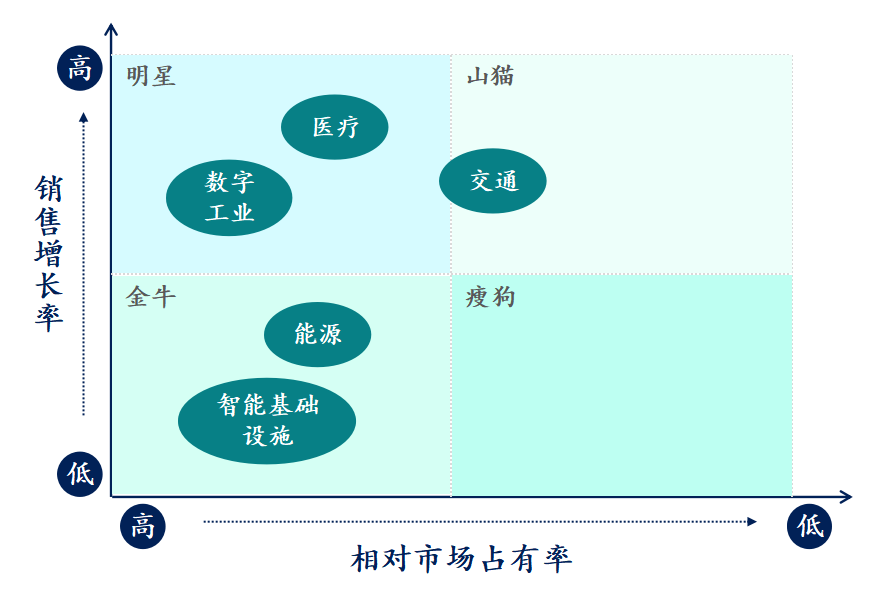 高
明星
山猫
医疗
数字
工业
交通
销售增长率
金牛
瘦狗
能源
智能基础
设施
低
高
低
相对市场占有率